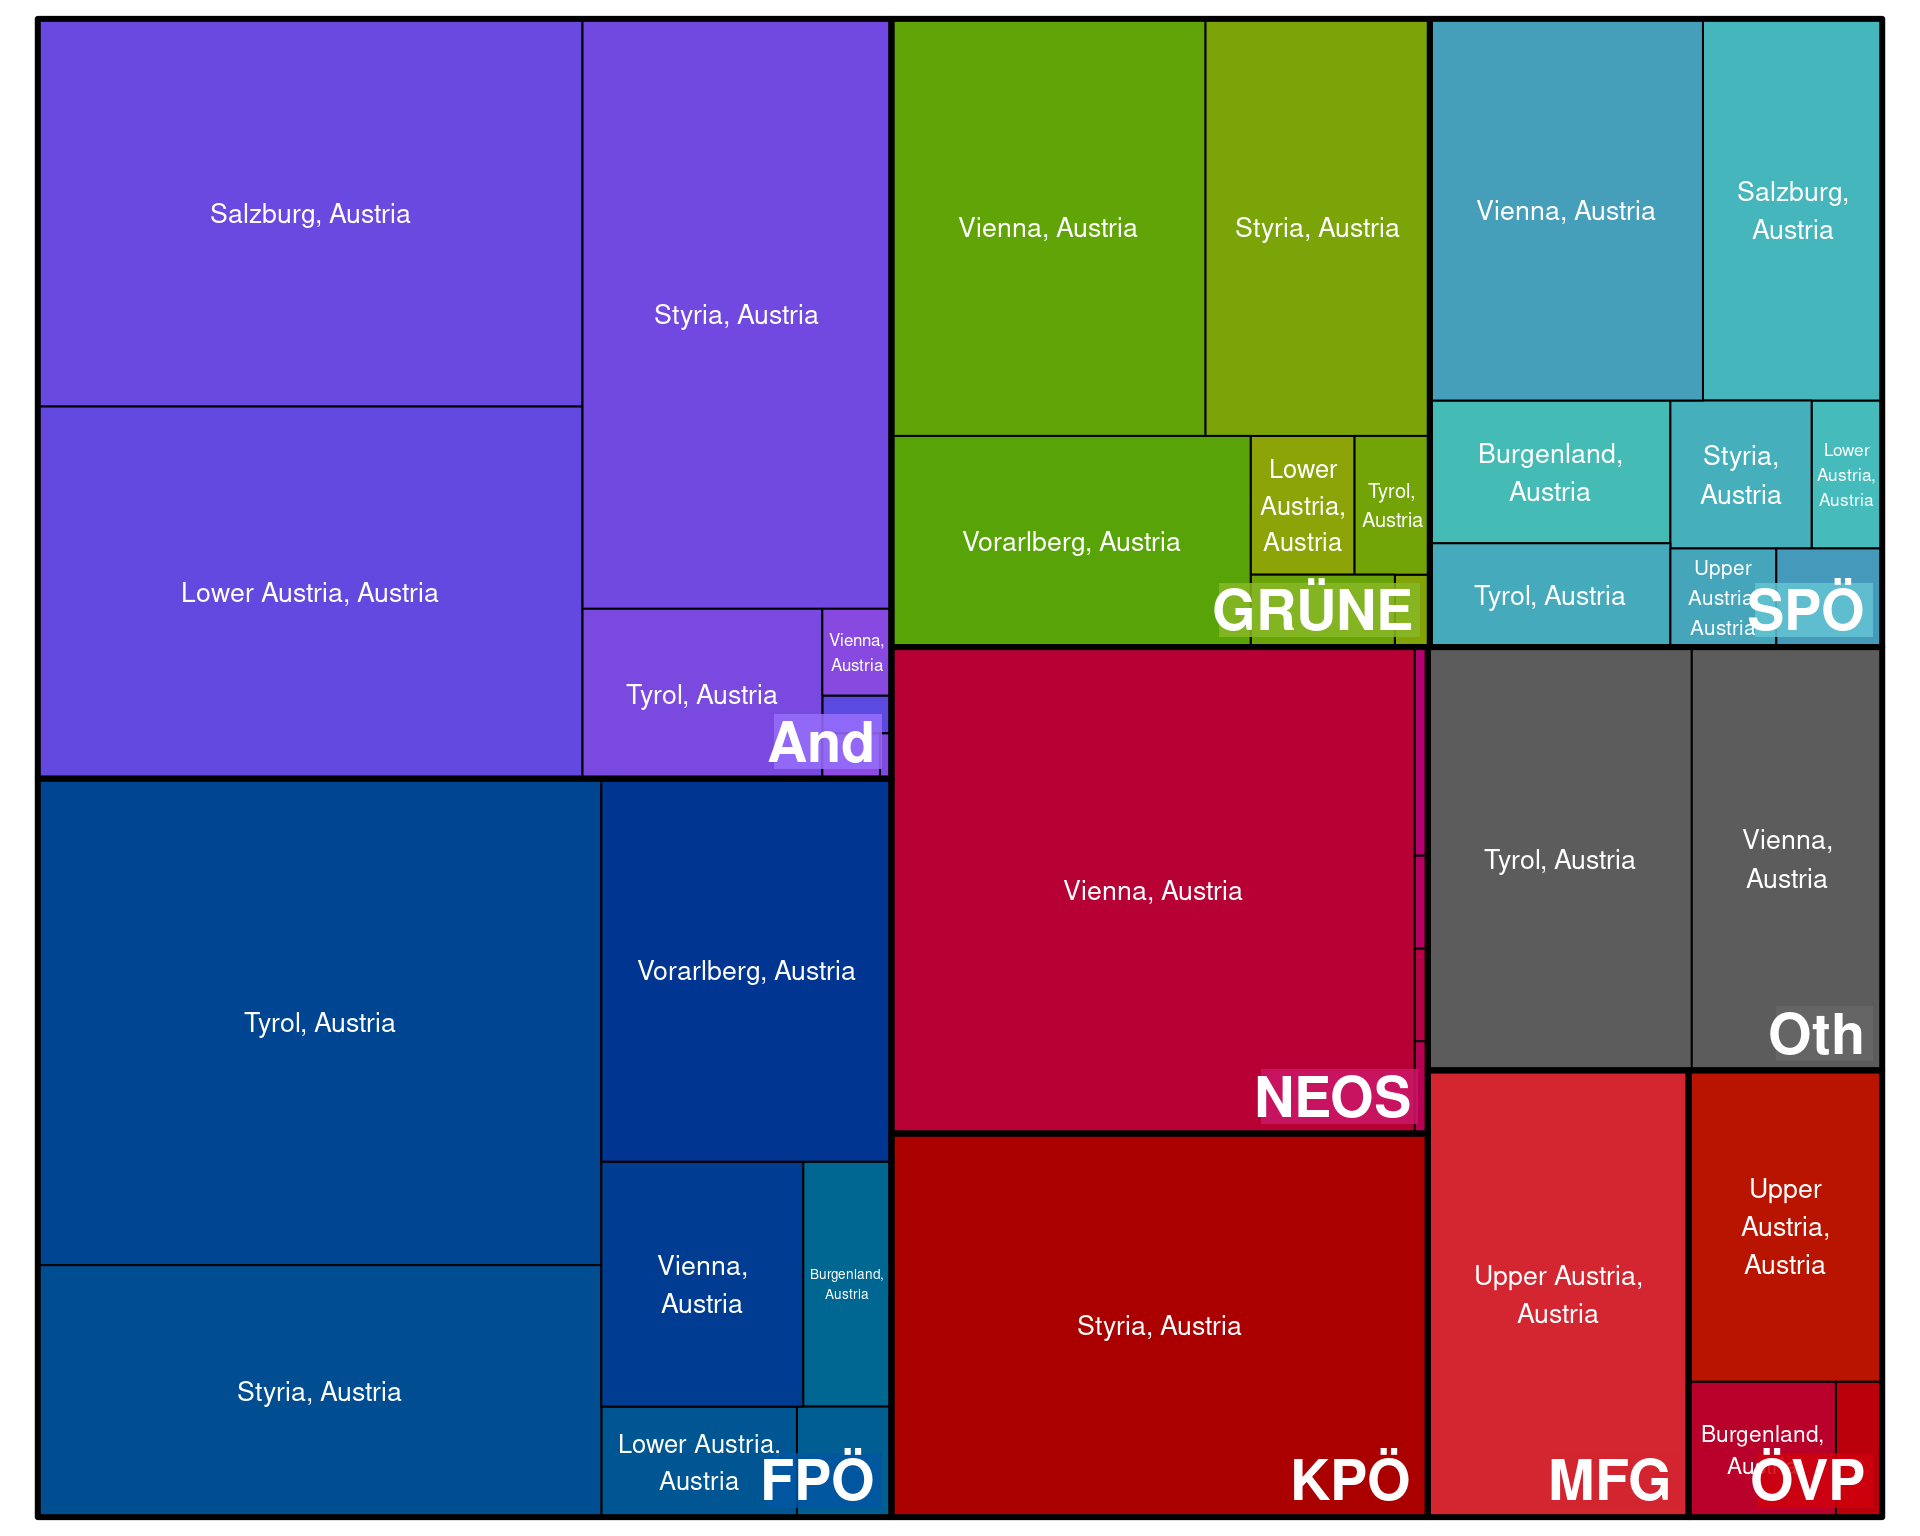 Salzburg, Austria
Lower Austria, Austria
Styria, Austria
Tyrol, Austria
Vienna,
Austria
And
Tyrol, Austria
Styria, Austria
Vorarlberg, Austria
Vienna,
Austria
Burgenland,
Austria
Lower Austria,
Austria
FPÖ
Vienna, Austria
Styria, Austria
Vorarlberg, Austria
Lower
Austria,
Austria
Tyrol,
Austria
GRÜNE
Vienna, Austria
NEOS
Styria, Austria
KPÖ
Vienna, Austria
Salzburg,
Austria
Burgenland,
Austria
Styria,
Austria
Lower
Austria,
Austria
Tyrol, Austria
Upper
Austria
Austria
SPÖ
Tyrol, Austria
Vienna,
Austria
Oth
Upper Austria,
Austria
MFG
Upper
Austria,
Austria
Burgenland,
ÖVP